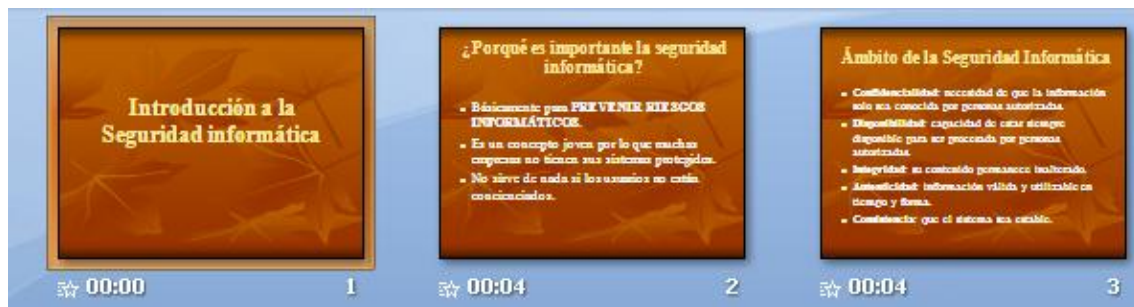 Introducción a la
Seguridad informática
00:00
1
¿Porqué es importante la seguridad
informática?
Básicamente para PREVENIR RIESGOS
INFORMÁTICOS.
Es un concepto joven por lo que muchas
empresas no tienen sus sistemas protegidos.
No sirve de nada si los usuarios no están
concienciados.
00:04
2
Ámbito de la Seguridad Informática
Confidencialidad: necesidad de que la información
solo sea conocida por personas autorizadas.
Disponibilidad: capacidad de estar siempre
disponible para ser procesada por personas
autorizadas.
Integridad: su contenido permanece inalterado.
Autenticidad: información válida y utilizable en
tiempo y forma.
Consistencia: que el sistema sea estable.
00:04
3